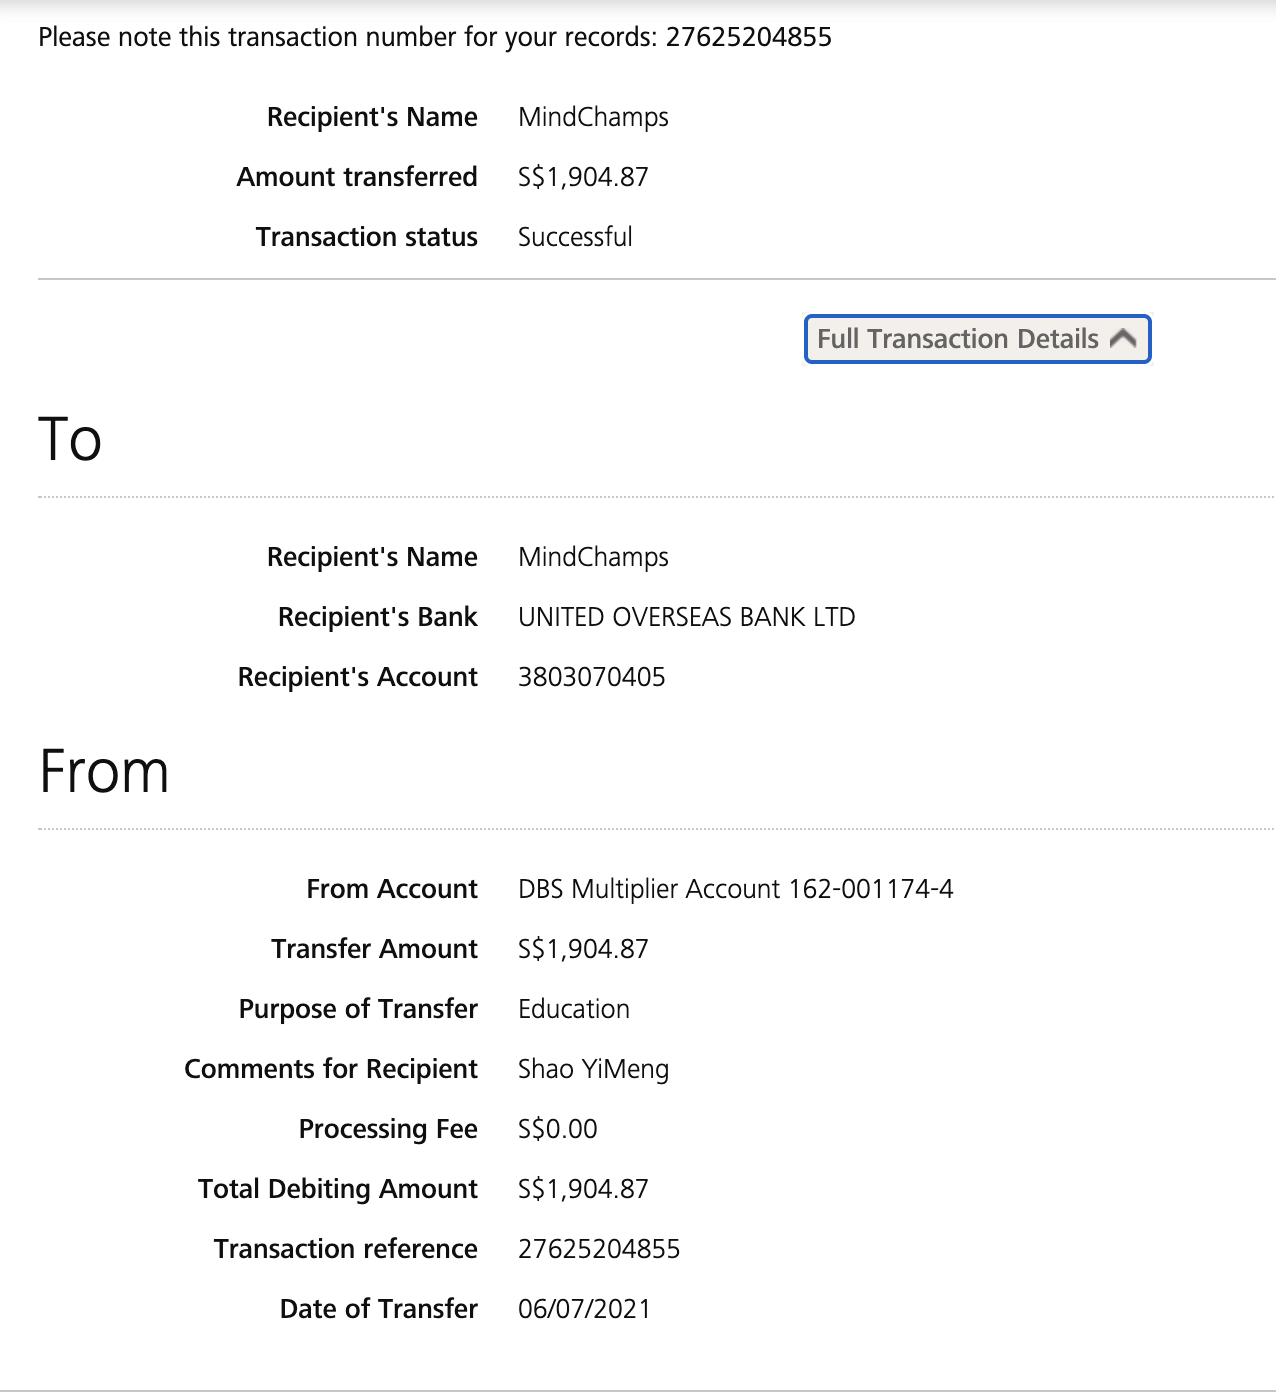 Please note this transaction number for your records: 27625204855
Recipient's Name MindChamps
Amount transferred S$1,904.87
Transaction status Successful
Full Transaction Details
To
Recipient's Name MindChamps
Recipient's Bank UNITED OVERSEAS BANK LTD
Recipient's Account 3803070405
From
From Account DBS Multiplier Account 162-001174-4
Transfer Amount S$1,904.87
Purpose of Transfer Education
Comments for Recipient Shao YiMeng
Processing Fee S$0.00
Total Debiting Amount S$1,904.87
Transaction reference 27625204855
Date of Transfer 06/07/2021